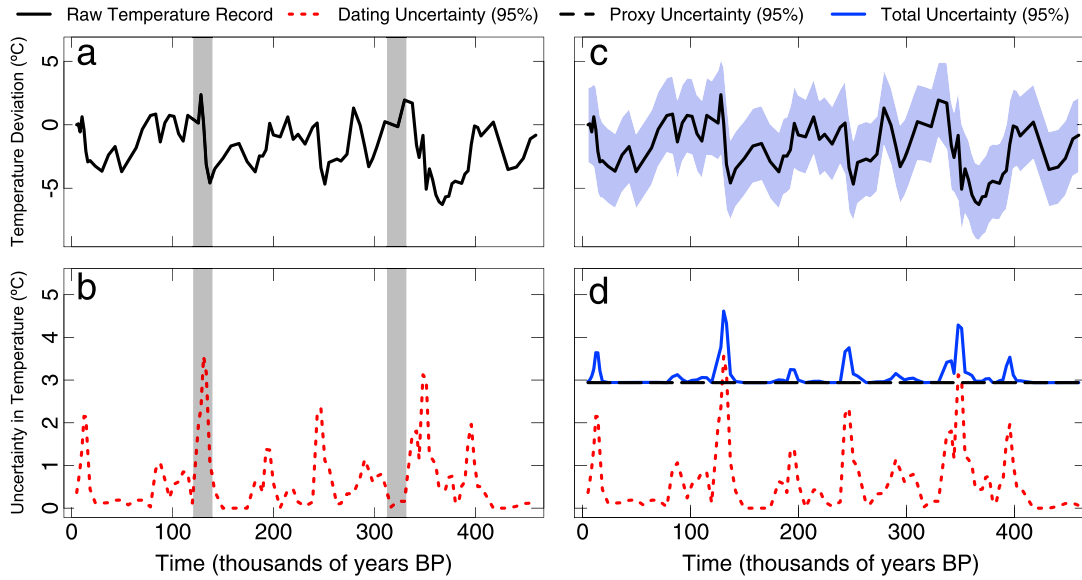 Raw Temperature Record Dating Uncertainty (95%) Proxy Uncertainty (95%) Total Uncertainty (95%)
a
c
Temperature Deviation (ºC)
5
0
-5
b
d
Uncertainty in Temperature (ºC)
5
4
3
2
1
0
0 100 200 300 400
0 100 200 300 400
Time (thousands of years BP)
Time (thousands of years BP)